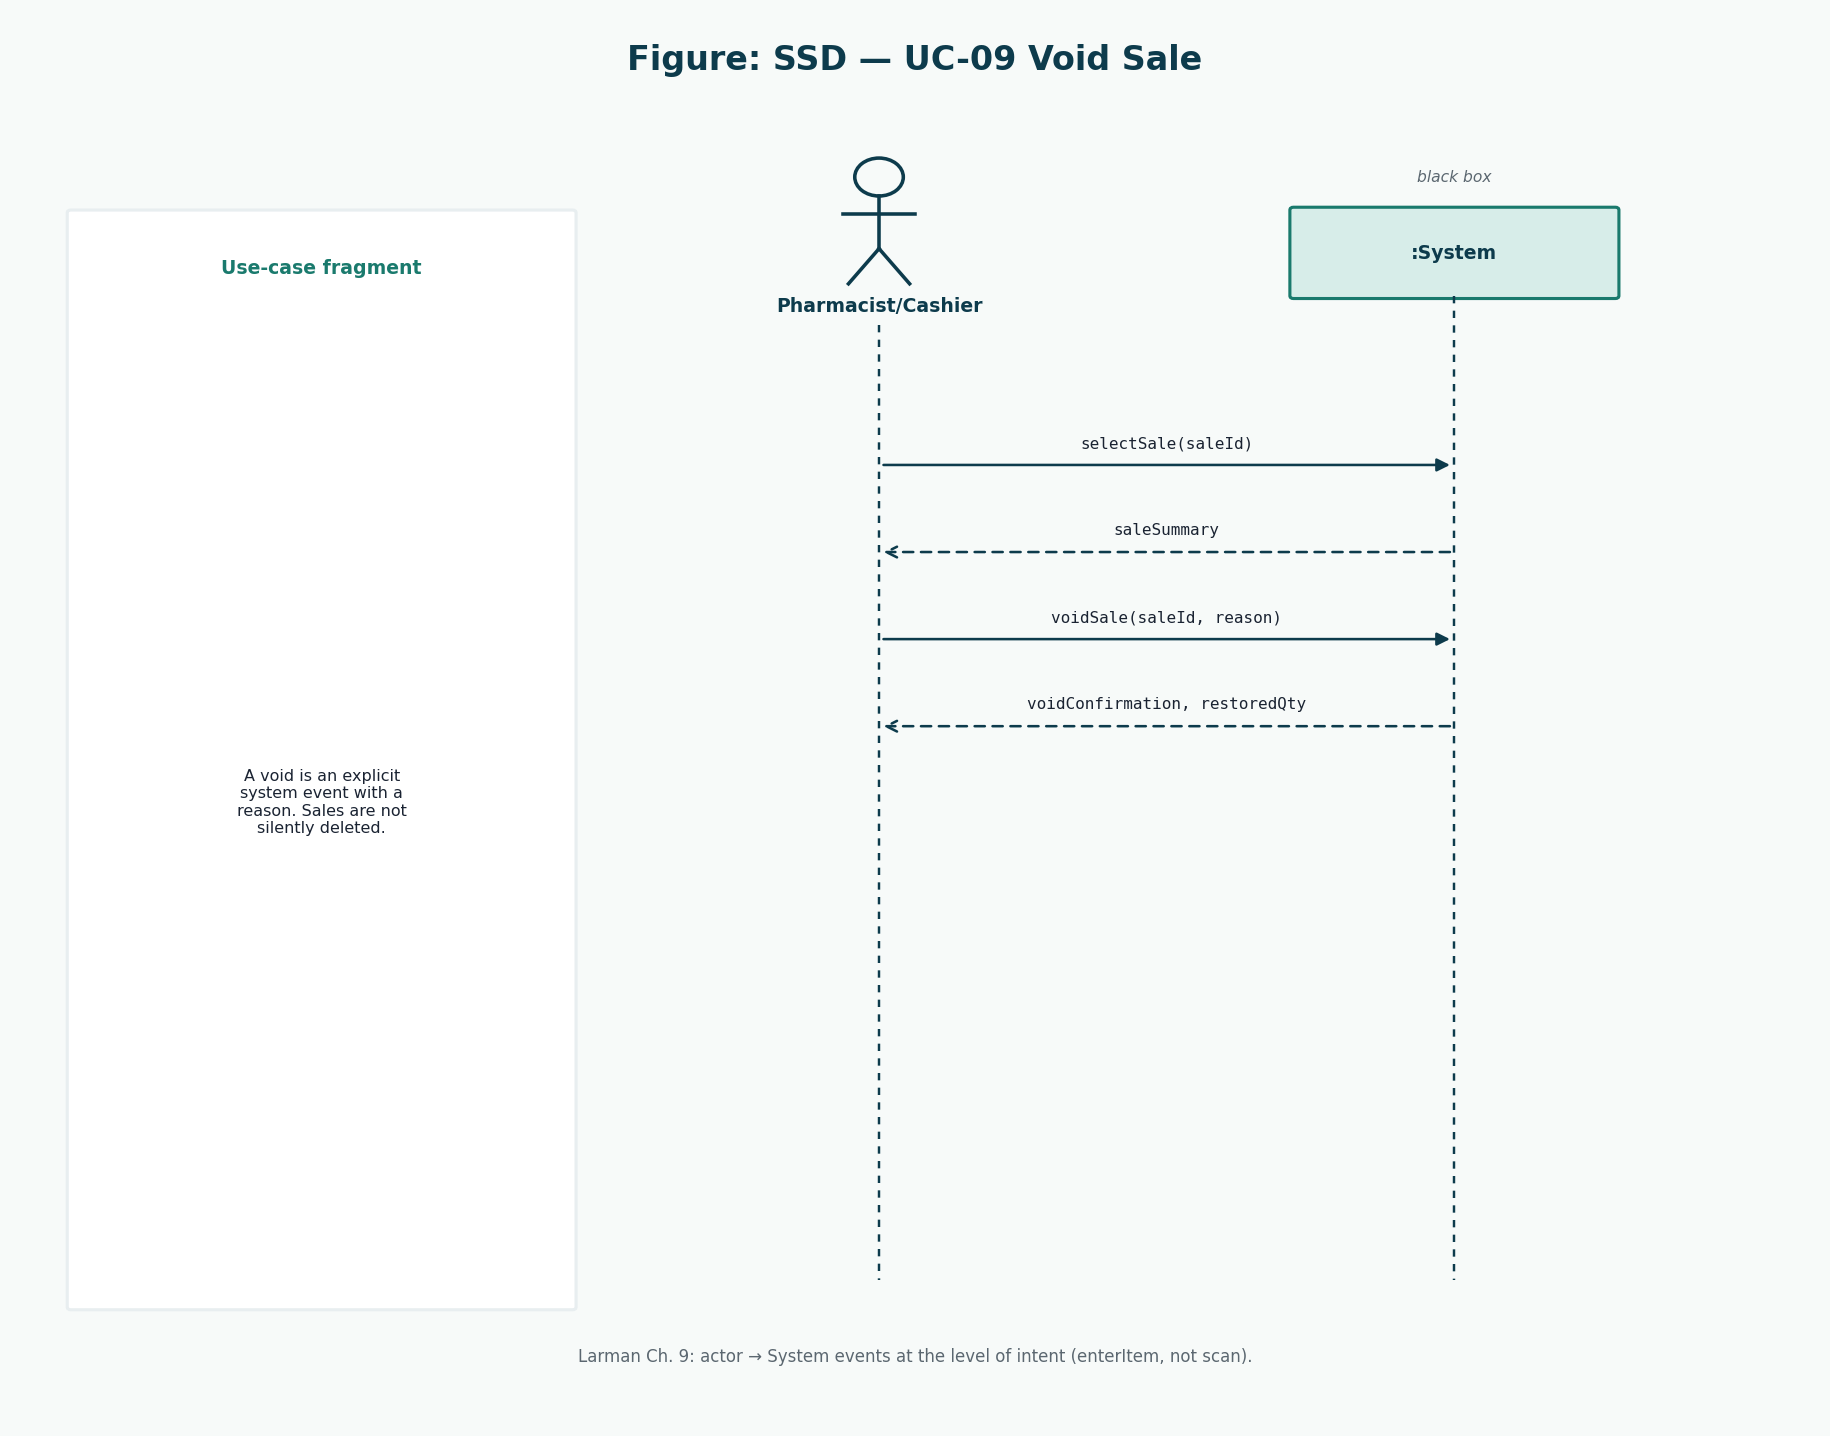 Figure: SSD — UC-09 Void Sale
Use-case fragment
A void is an explicit
system event with a
reason. Sales are not
silently deleted.
Pharmacist/Cashier
black box
:System
selectSale(saleId)
saleSummary
voidSale(saleId, reason)
voidConfirmation, restoredQty
Larman Ch. 9: actor → System events at the level of intent (enterItem, not scan).